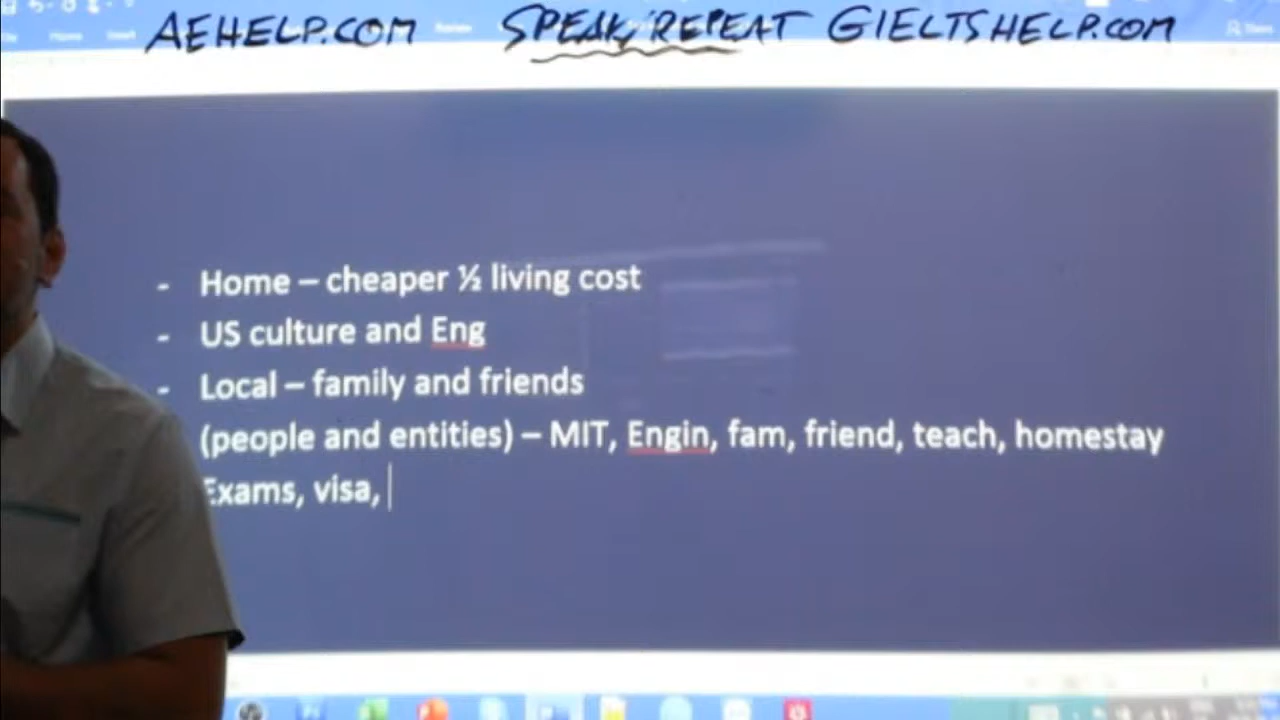 AEHELP.COM SPEAK/REPEAT GIELTSHELP.COM
- Home – cheaper ½ living cost
- US culture and Eng
- Local – family and friends
(people and entities) – MIT, Engin, fam, friend, teach, homestay
Exams, visa,